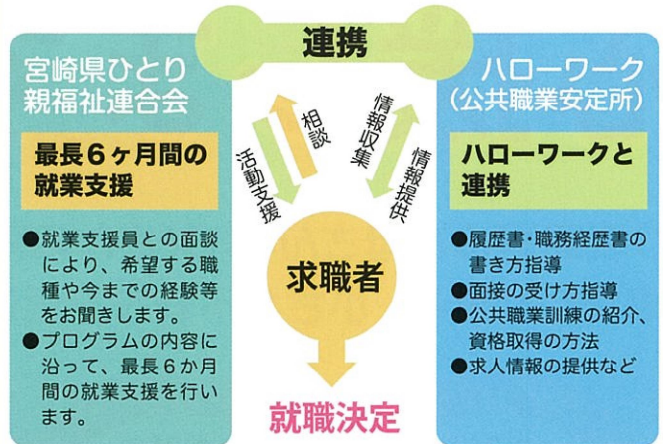 連携
宮崎県ひとり
親福祉連合会
最長6ヶ月間の
就業支援
●就業支援員との面談
により、希望する職
種や今までの経験等
をお聞きします。
●プログラムの内容に
沿って、最長6か月
間の就業支援を行い
ます。
相談
活動支援
情報収集
情報提供
求職者
就職決定
ハローワーク
(公共職業安定所)
ハローワークと
連携
●履歴書・職務経歴書の
書き方指導
●面接の受け方指導
●公共職業訓練の紹介、
資格取得の方法
●求人情報の提供など